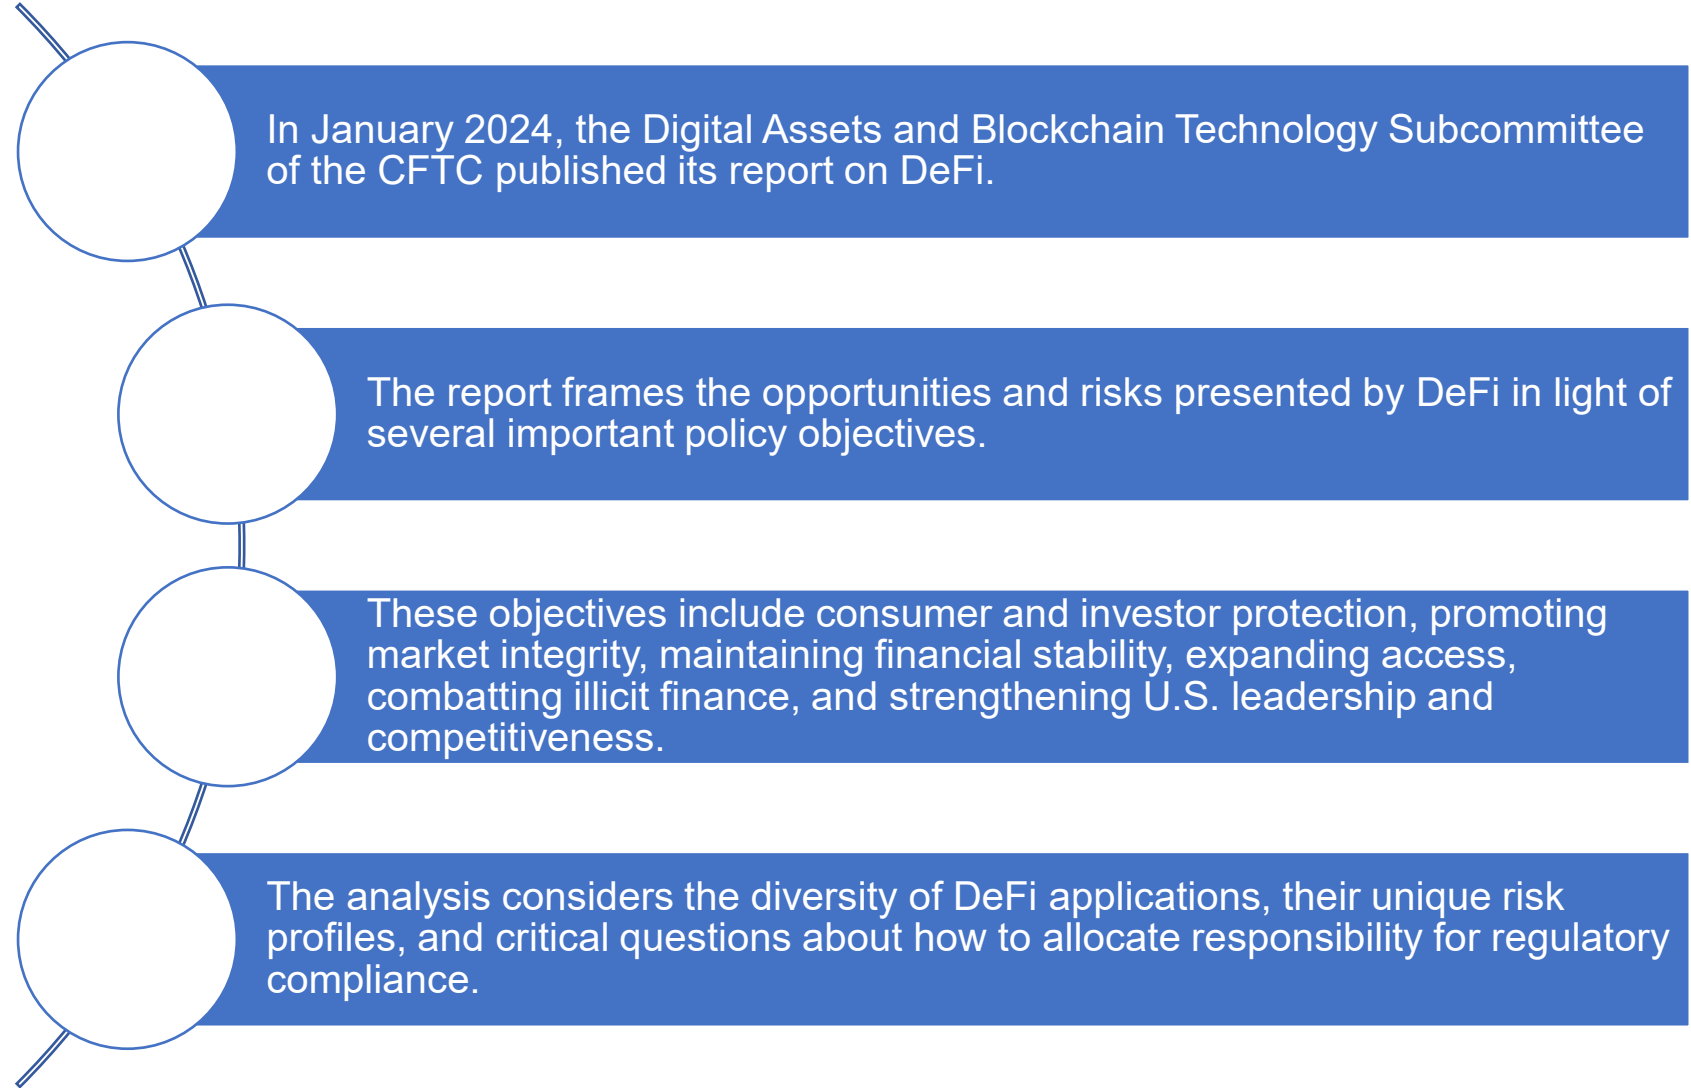 In January 2024, the Digital Assets and Blockchain Technology Subcommittee
of the CFTC published its report on DeFi.
The report frames the opportunities and risks presented by DeFi in light of
several important policy objectives.
These objectives include consumer and investor protection, promoting
market integrity, maintaining financial stability, expanding access,
combatting illicit finance, and strengthening U.S. leadership and
competitiveness.
The analysis considers the diversity of DeFi applications, their unique risk
profiles, and critical questions about how to allocate responsibility for regulatory
compliance.